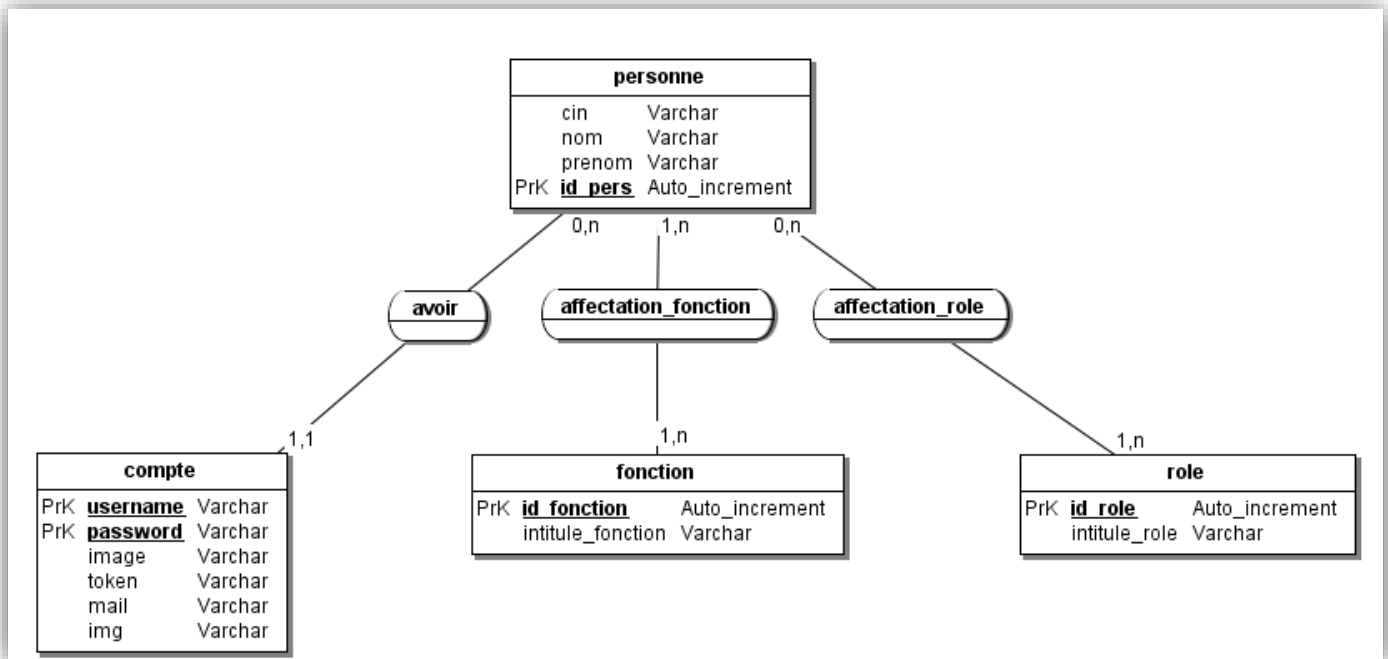 personne
cin Varchar
nom Varchar
prenom Varchar
PrK id_pers Auto_increment
0,n 1,n 0,n
avoir affectation_fonction affectation_role
1,1 1,n 1,n
compte
PrK username Varchar
PrK password Varchar
image Varchar
token Varchar
mail Varchar
img Varchar
fonction
PrK id_fonction Auto_increment
intitule_fonction Varchar
role
PrK id_role Auto_increment
intitule_role Varchar